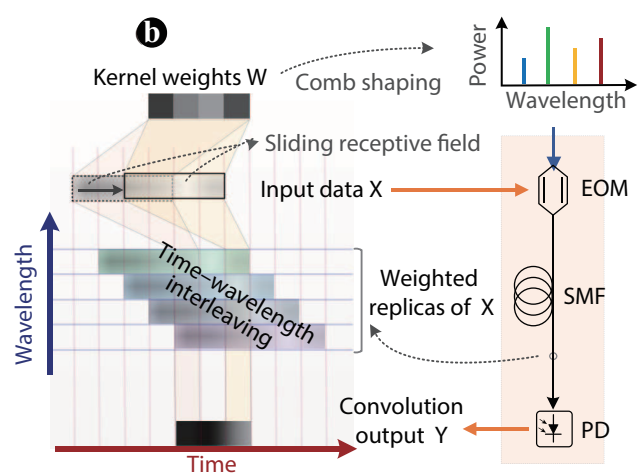 b
Kernel weights W
Comb shaping
Power
Wavelength
Sliding receptive field
Input data X
EOM
Wavelength
Time–wavelength
interleaving
Weighted
replicas of X
SMF
Convolution
output Y
PD
Time